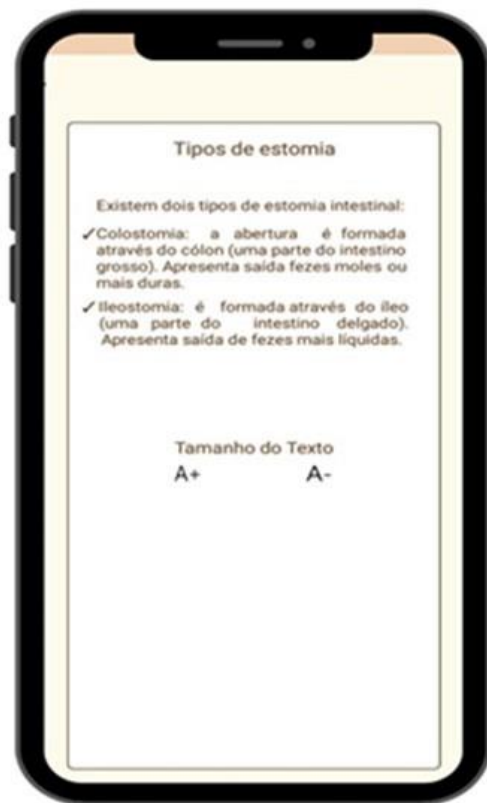 Tipos de estomia
Existem dois tipos de estomia intestinal:
✓Colostomia: a abertura é formada
através do cólon (uma parte do intestino
grosso). Apresenta saída fezes moles ou
mais duras.
✓ Ileostomia: é formada através do íleo
(uma parte do intestino delgado).
Apresenta saída de fezes mais líquidas.
Tamanho do Texto
A+ A-